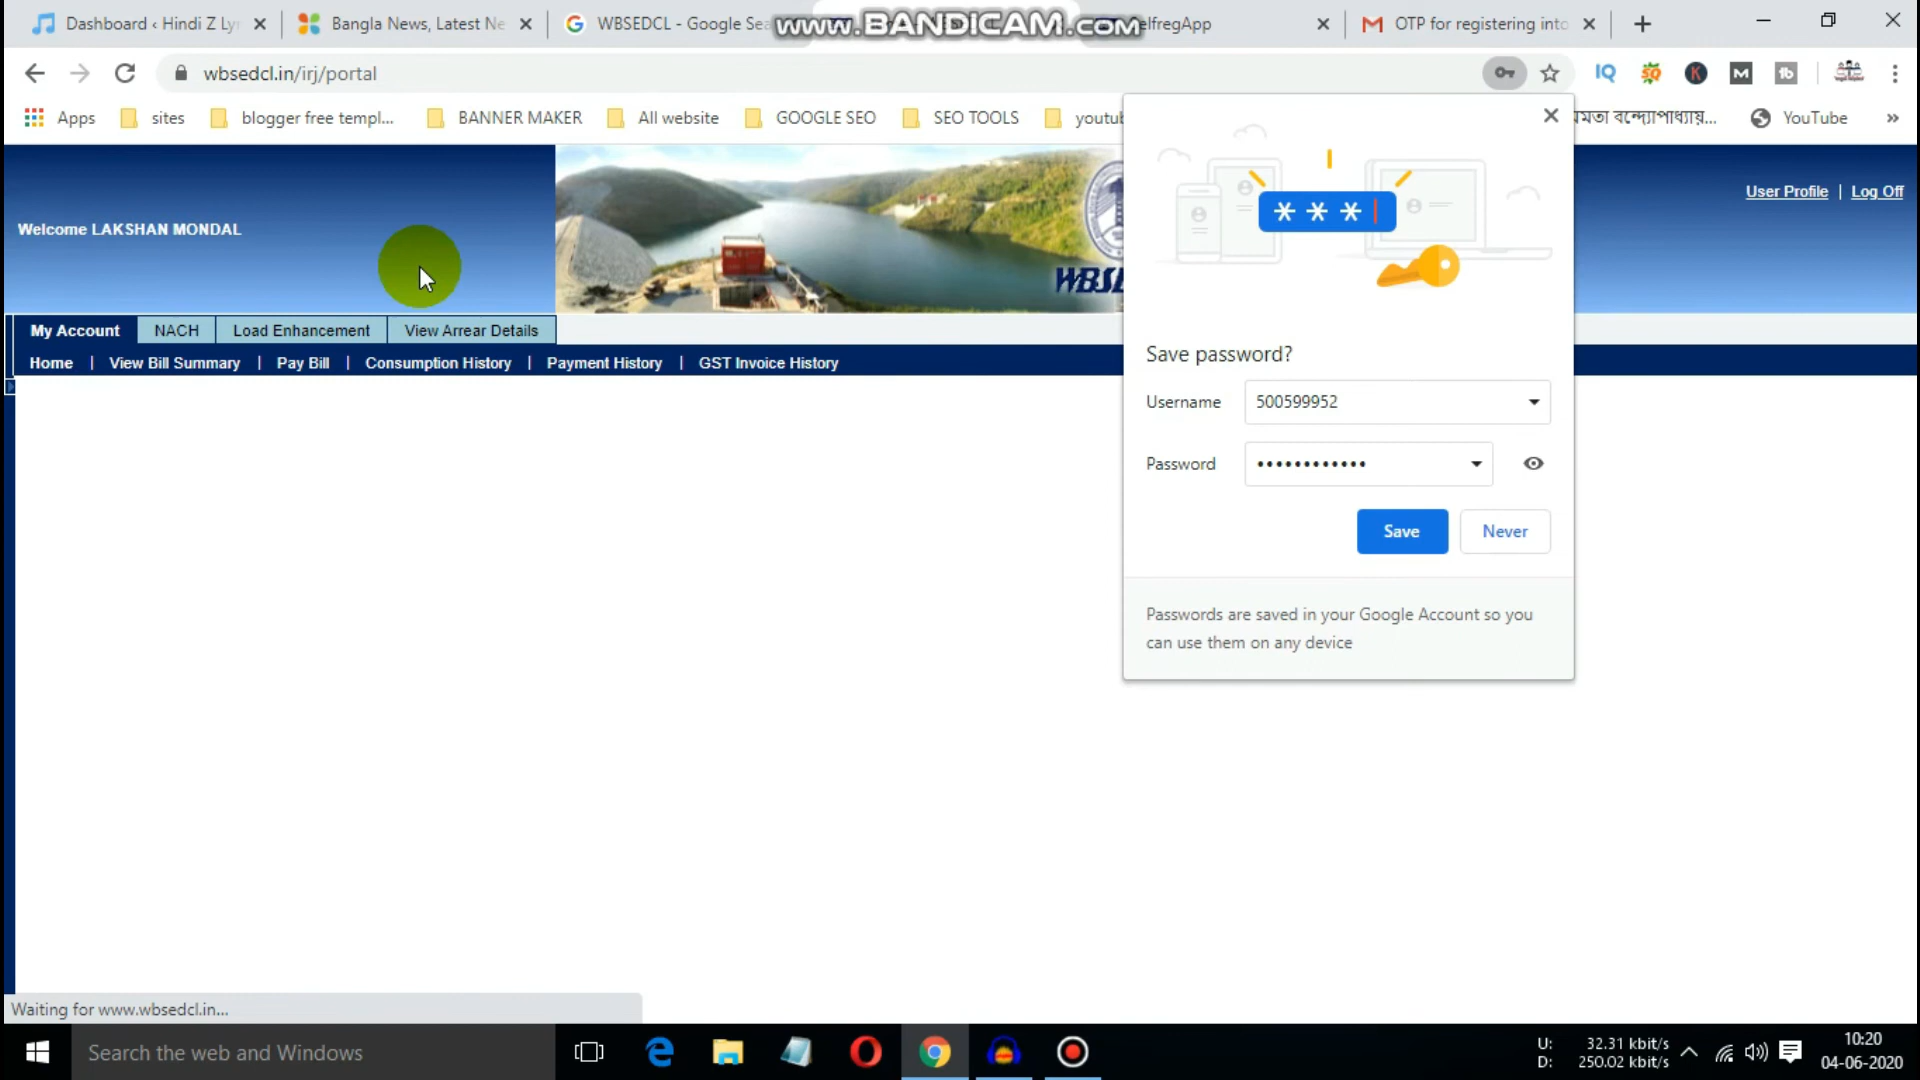 Dashboard ‹ Hindi Z Ly
Bangla News, Latest Ne
WBSEDCL - Google Sea
www.BANDICAM.com
elfregApp
OTP for registering into
wbsedcl.in/irj/portal
Apps
sites
blogger free templ...
BANNER MAKER
All website
GOOGLE SEO
SEO TOOLS
youtub
মমতা বন্দ্যোপাধ্যায়...
YouTube
»
Welcome LAKSHAN MONDAL
User Profile | Log Off
My Account
NACH
Load Enhancement
View Arrear Details
Home | View Bill Summary | Pay Bill | Consumption History | Payment History | GST Invoice History
* * * |
Save password?
Username 500599952
Password ••••••••••••
Save
Never
Passwords are saved in your Google Account so you
can use them on any device
Waiting for www.wbsedcl.in...
Search the web and Windows
U: 32.31 kbit/s
D: 250.02 kbit/s
10:20
04-06-2020